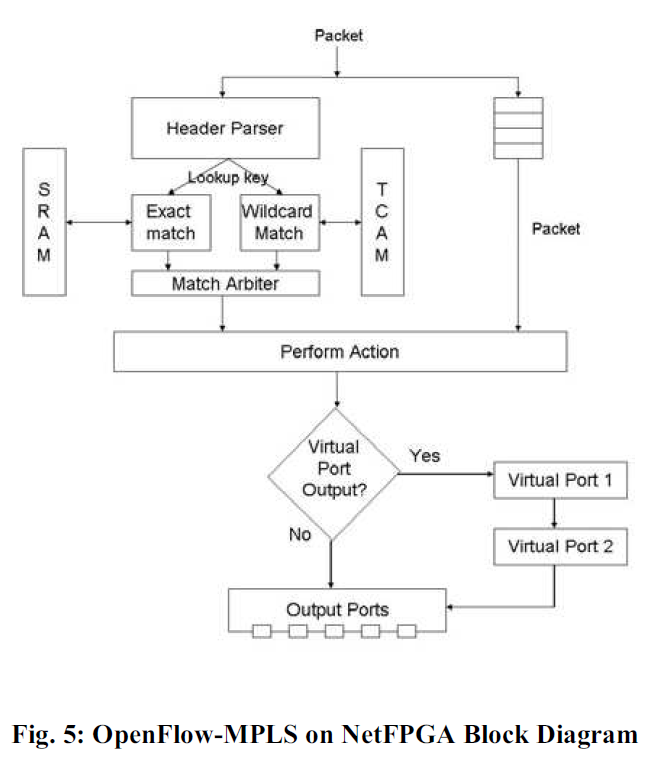 Packet
Header Parser
Lookup key
S
R
A
M
Exact
match
Wildcard
Match
T
C
A
M
Packet
Match Arbiter
Perform Action
Virtual
Port
Output?
Yes
No
Virtual Port 1
Virtual Port 2
Output Ports
Fig. 5: OpenFlow-MPLS on NetFPGA Block Diagram